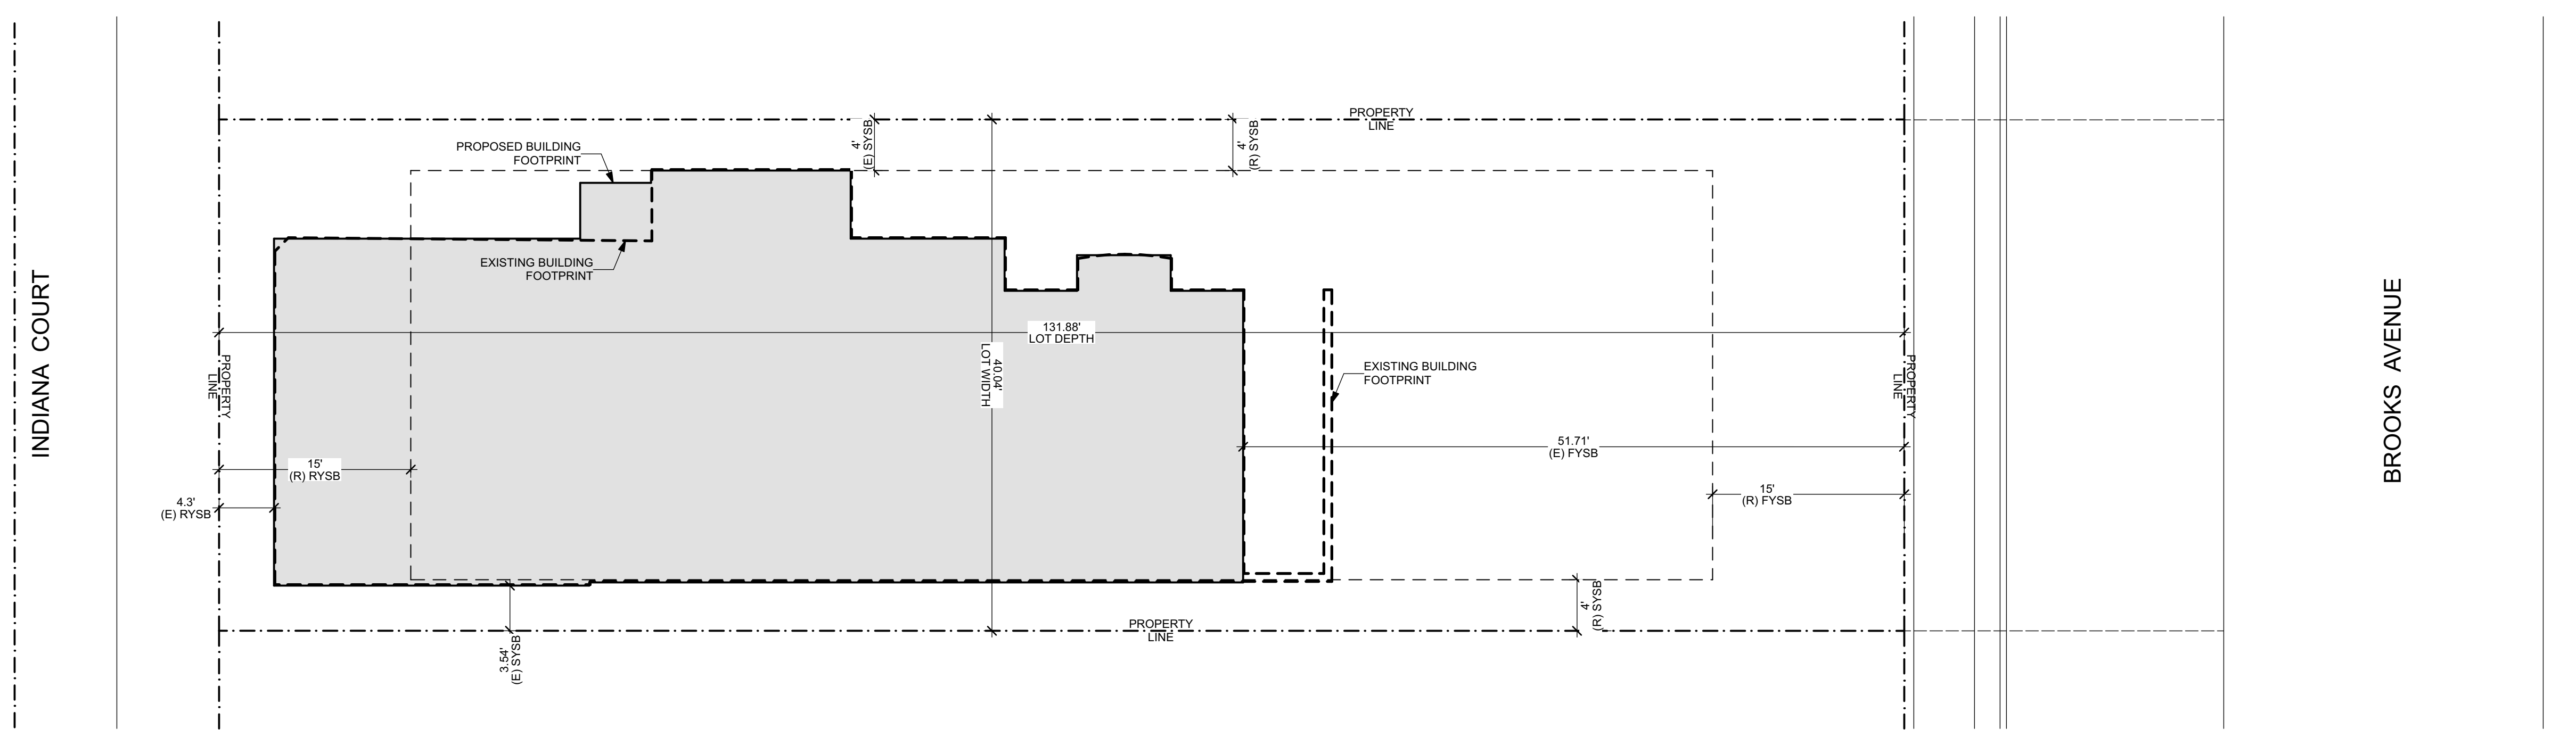 PROPERTY
LINE
PROPOSED BUILDING
FOOTPRINT
4'
(E) SYSB
4'
(R) SYSB
EXISTING BUILDING
FOOTPRINT
INDIANA COURT
BROOKS AVENUE
131.88'
LOT DEPTH
40.04'
LOT WIDTH
PROPERTY
LINE
EXISTING BUILDING
FOOTPRINT
PROPERTY
LINE
51.71'
(E) FYSB
15'
(R) RYSB
15'
(R) FYSB
4.3'
(E) RYSB
4'
(R) SYSB
PROPERTY
LINE
3.54'
(E) SYSB